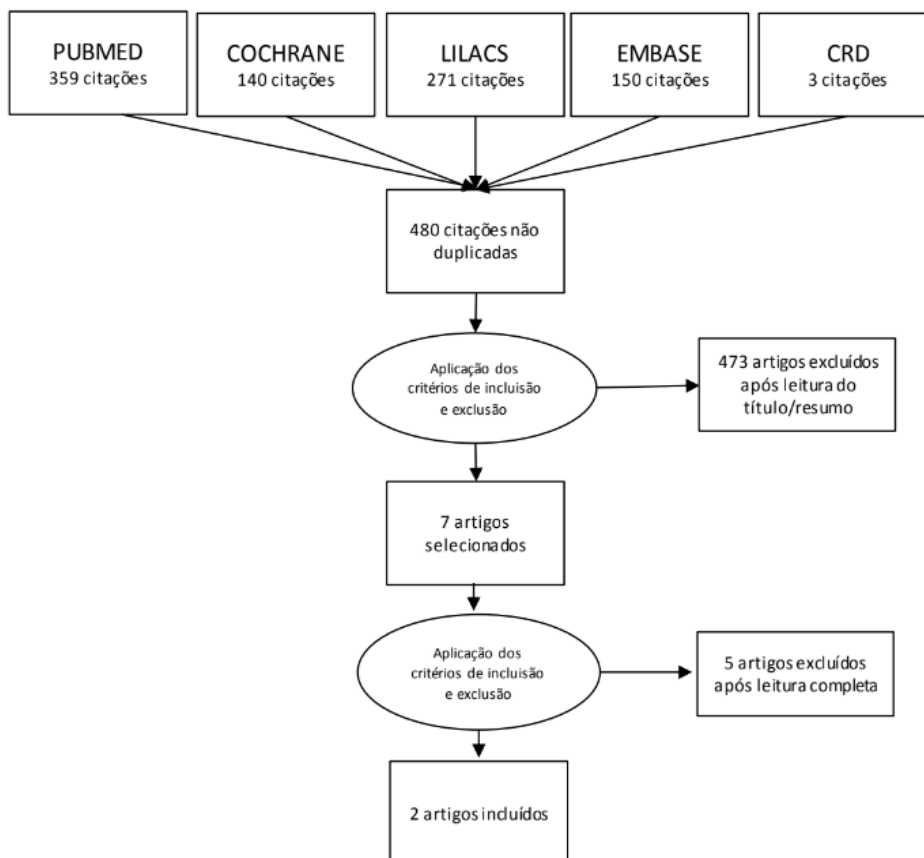 PUBMED
359 citações
COCHRANE
140 citações
LILACS
271 citações
EMBASE
150 citações
CRD
3 citações
480 citações não
duplicadas
Aplicação dos
critérios de incluisão
e exclusão
473 artigos excluídos
após leitura do
título/resumo
7 artigos
selecionados
Aplicação dos
critérios de incluisão
e exclusão
5 artigos excluídos
após leitura completa
2 artigos incluídos